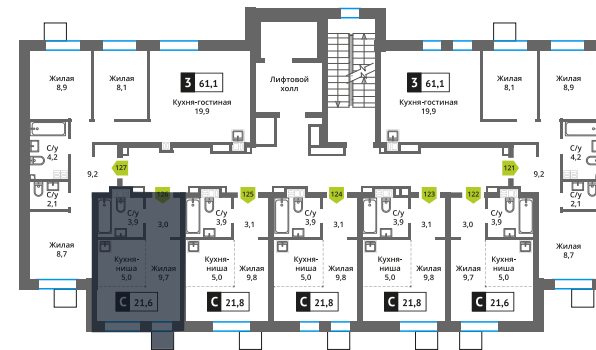 Жилая
8,9
Жилая
8,1
3 61,1
Кухня-гостиная
19,9
Лифтовой
холл
3 61,1
Кухня-гостиная
19,9
Жилая
8,1
Жилая
8,9
С/у
4,2
С/у
4,2
9,2
127
121
9,2
С/у
2,1
С/у
2,1
126
125
124
123
122
С/у
3,9
3,0
С/у
3,9
3,1
С/у
3,9
3,1
С/у
3,9
3,1
3,0
С/у
3,9
Жилая
8,7
Жилая
8,7
Кухня-
ниша
5,0
Жилая
9,7
Кухня-
ниша
5,0
Жилая
9,8
Кухня-
ниша
5,0
Жилая
9,8
Кухня-
ниша
5,0
Жилая
9,8
Жилая
9,7
Кухня-
ниша
5,0
С 21,6
С 21,8
С 21,8
С 21,8
С 21,6